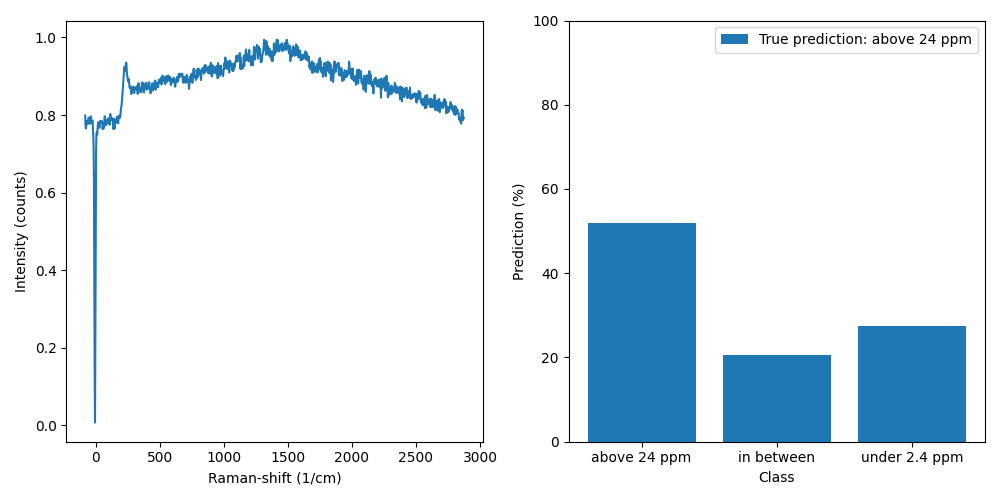 1.0
0.8
0.6
0.4
0.2
0.0
0
500
1000
1500
2000
2500
3000
Raman-shift (1/cm)
Intensity (counts)
True prediction: above 24 ppm
100
80
60
40
20
0
above 24 ppm
in between
under 2.4 ppm
Class
Prediction (%)